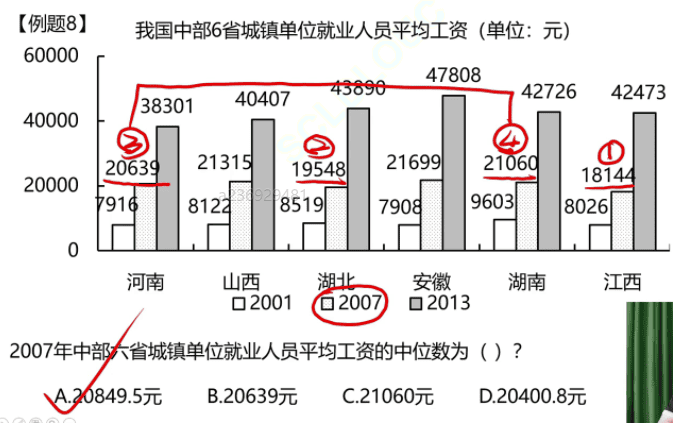 【例题8】
我国中部6省城镇单位就业人员平均工资（单位：元）
60000
40000
20000
0
7916 20639 38301
8122 21315 40407
8519 19548 43890
7908 21699 47808
9603 21060 42726
8026 18144 42473
③ ② ④ ①
河南 山西 湖北 安徽 湖南 江西
2001 2007 2013
a236929481
2007年中部六省城镇单位就业人员平均工资的中位数为（ ）？
A.20849.5元 B.20639元 C.21060元 D.20400.8元